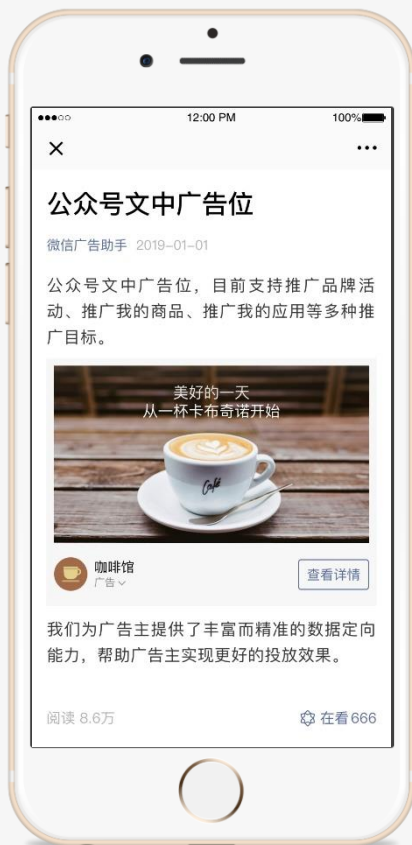 12:00 PM
100%
公众号文中广告位
微信广告助手 2019-01-01
公众号文中广告位，目前支持推广品牌活
动、推广我的商品、推广我的应用等多种推
广目标。
美好的一天
从一杯卡布奇诺开始
Café
咖啡馆
广告
查看详情
我们为广告主提供了丰富而精准的数据定向
能力，帮助广告主实现更好的投放效果。
阅读 8.6万
在看 666